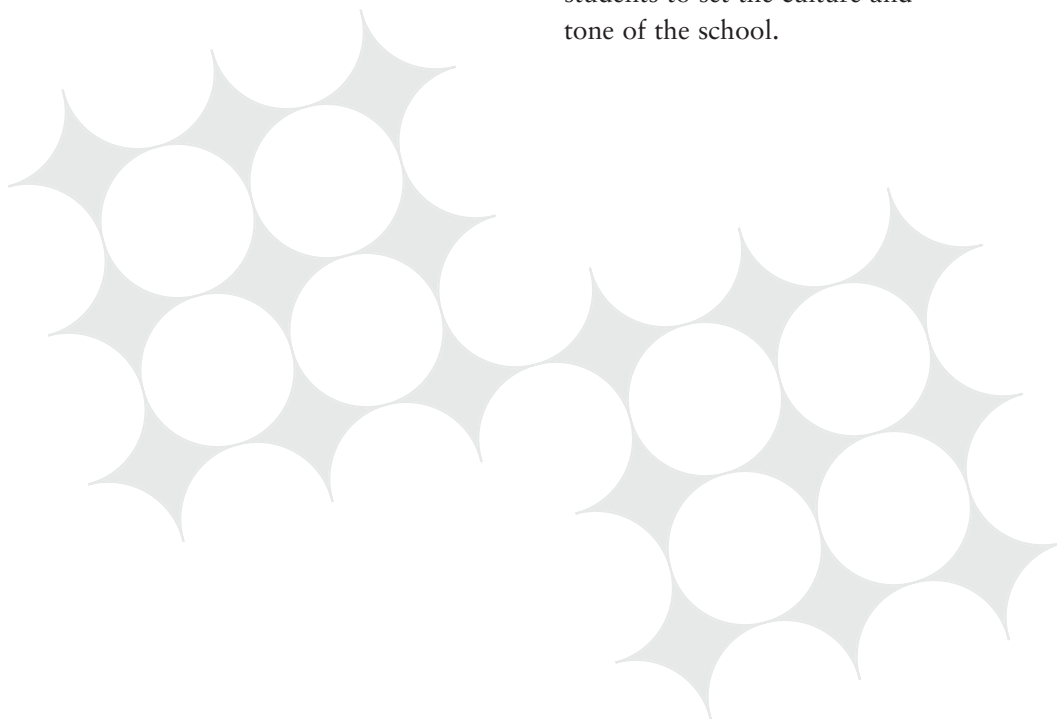 students to set the culture and
tone of the school.